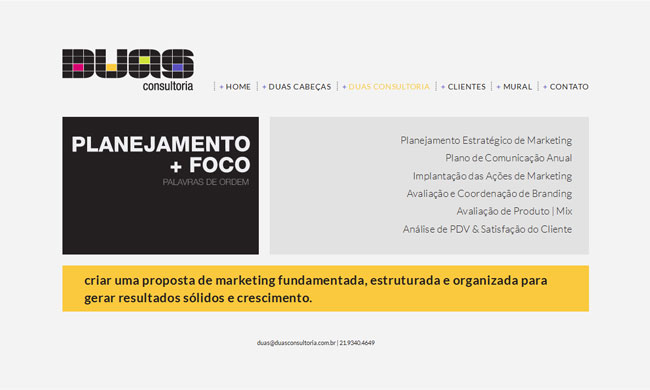 DUAS
consultoria
+ HOME | + DUAS CABEÇAS | + DUAS CONSULTORIA | + CLIENTES | + MURAL | + CONTATO
PLANEJAMENTO
+ FOCO
PALAVRAS DE ORDEM
Planejamento Estratégico de Marketing
Plano de Comunicação Anual
Implantação das Ações de Marketing
Avaliação e Coordenação de Branding
Avaliação de Produto | Mix
Análise de PDV & Satisfação do Cliente
criar uma proposta de marketing fundamentada, estruturada e organizada para
gerar resultados sólidos e crescimento.
duas@duasconsultoria.com.br | 21.9340.4649